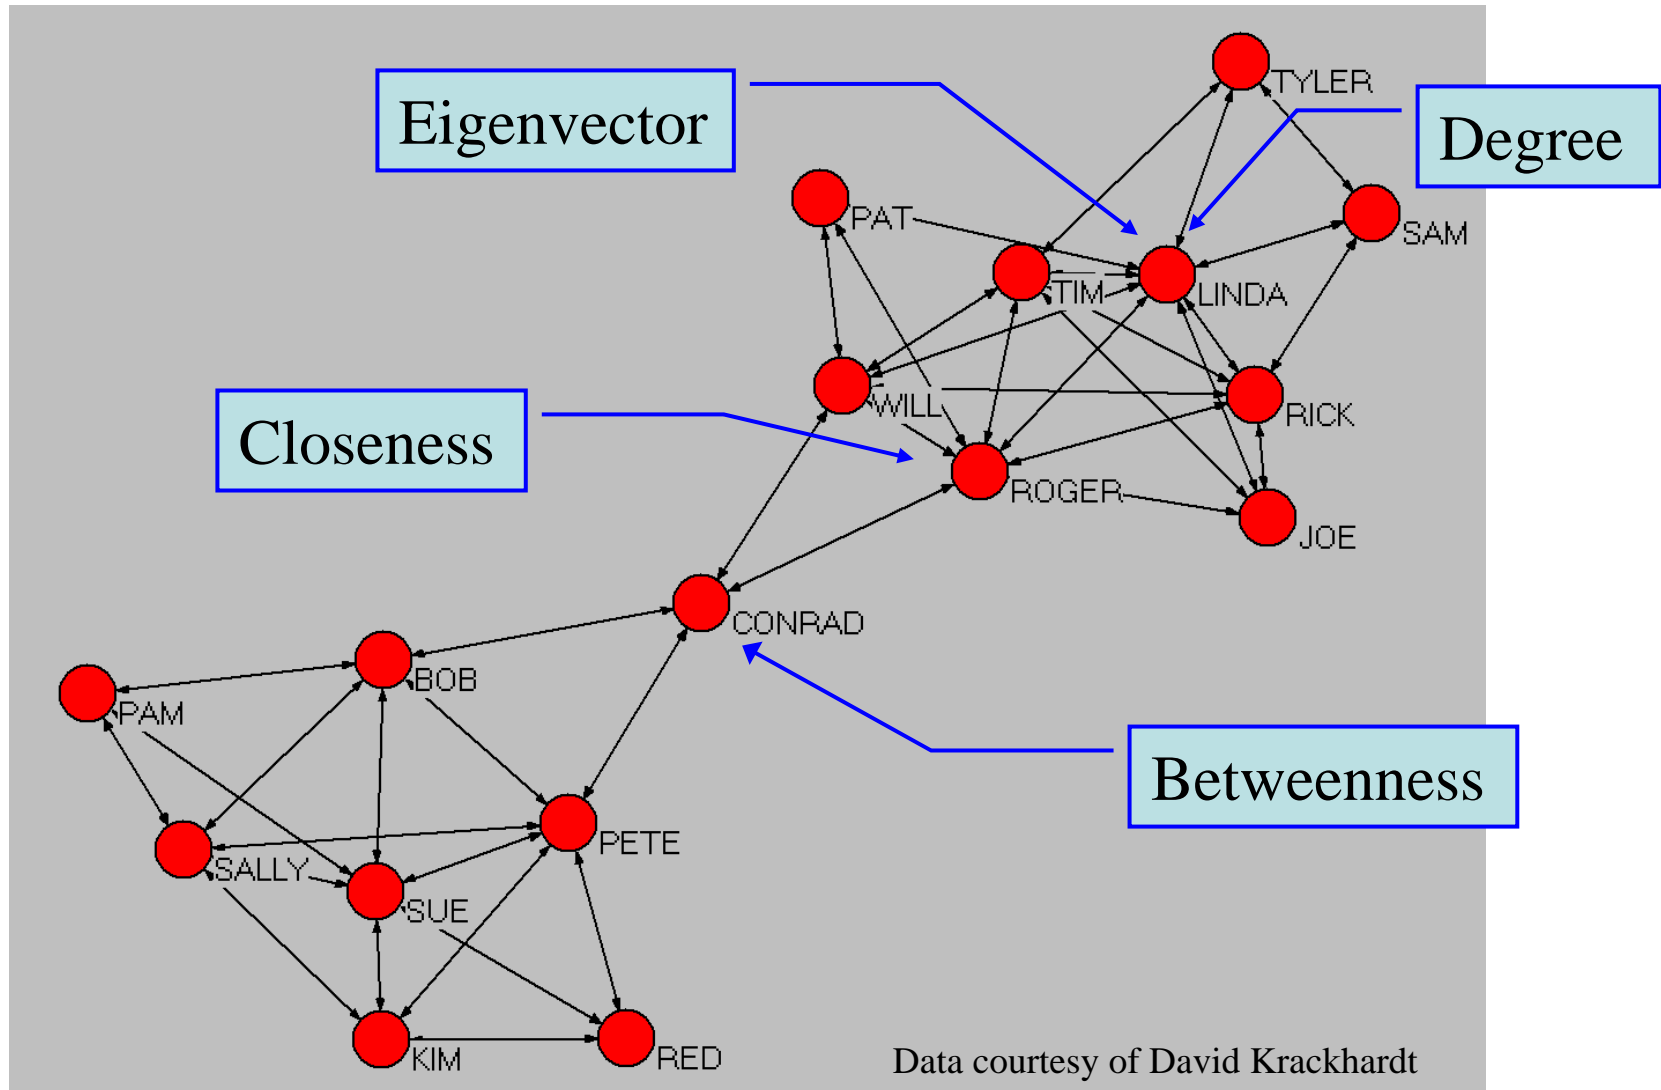 TYLER
Eigenvector
Degree
PAT
SAM
TIM
LINDA
WILL
RICK
Closeness
ROGER
JOE
CONRAD
BOB
PAM
Betweenness
PETE
SALLY
SUE
KIM
RED
Data courtesy of David Krackhardt